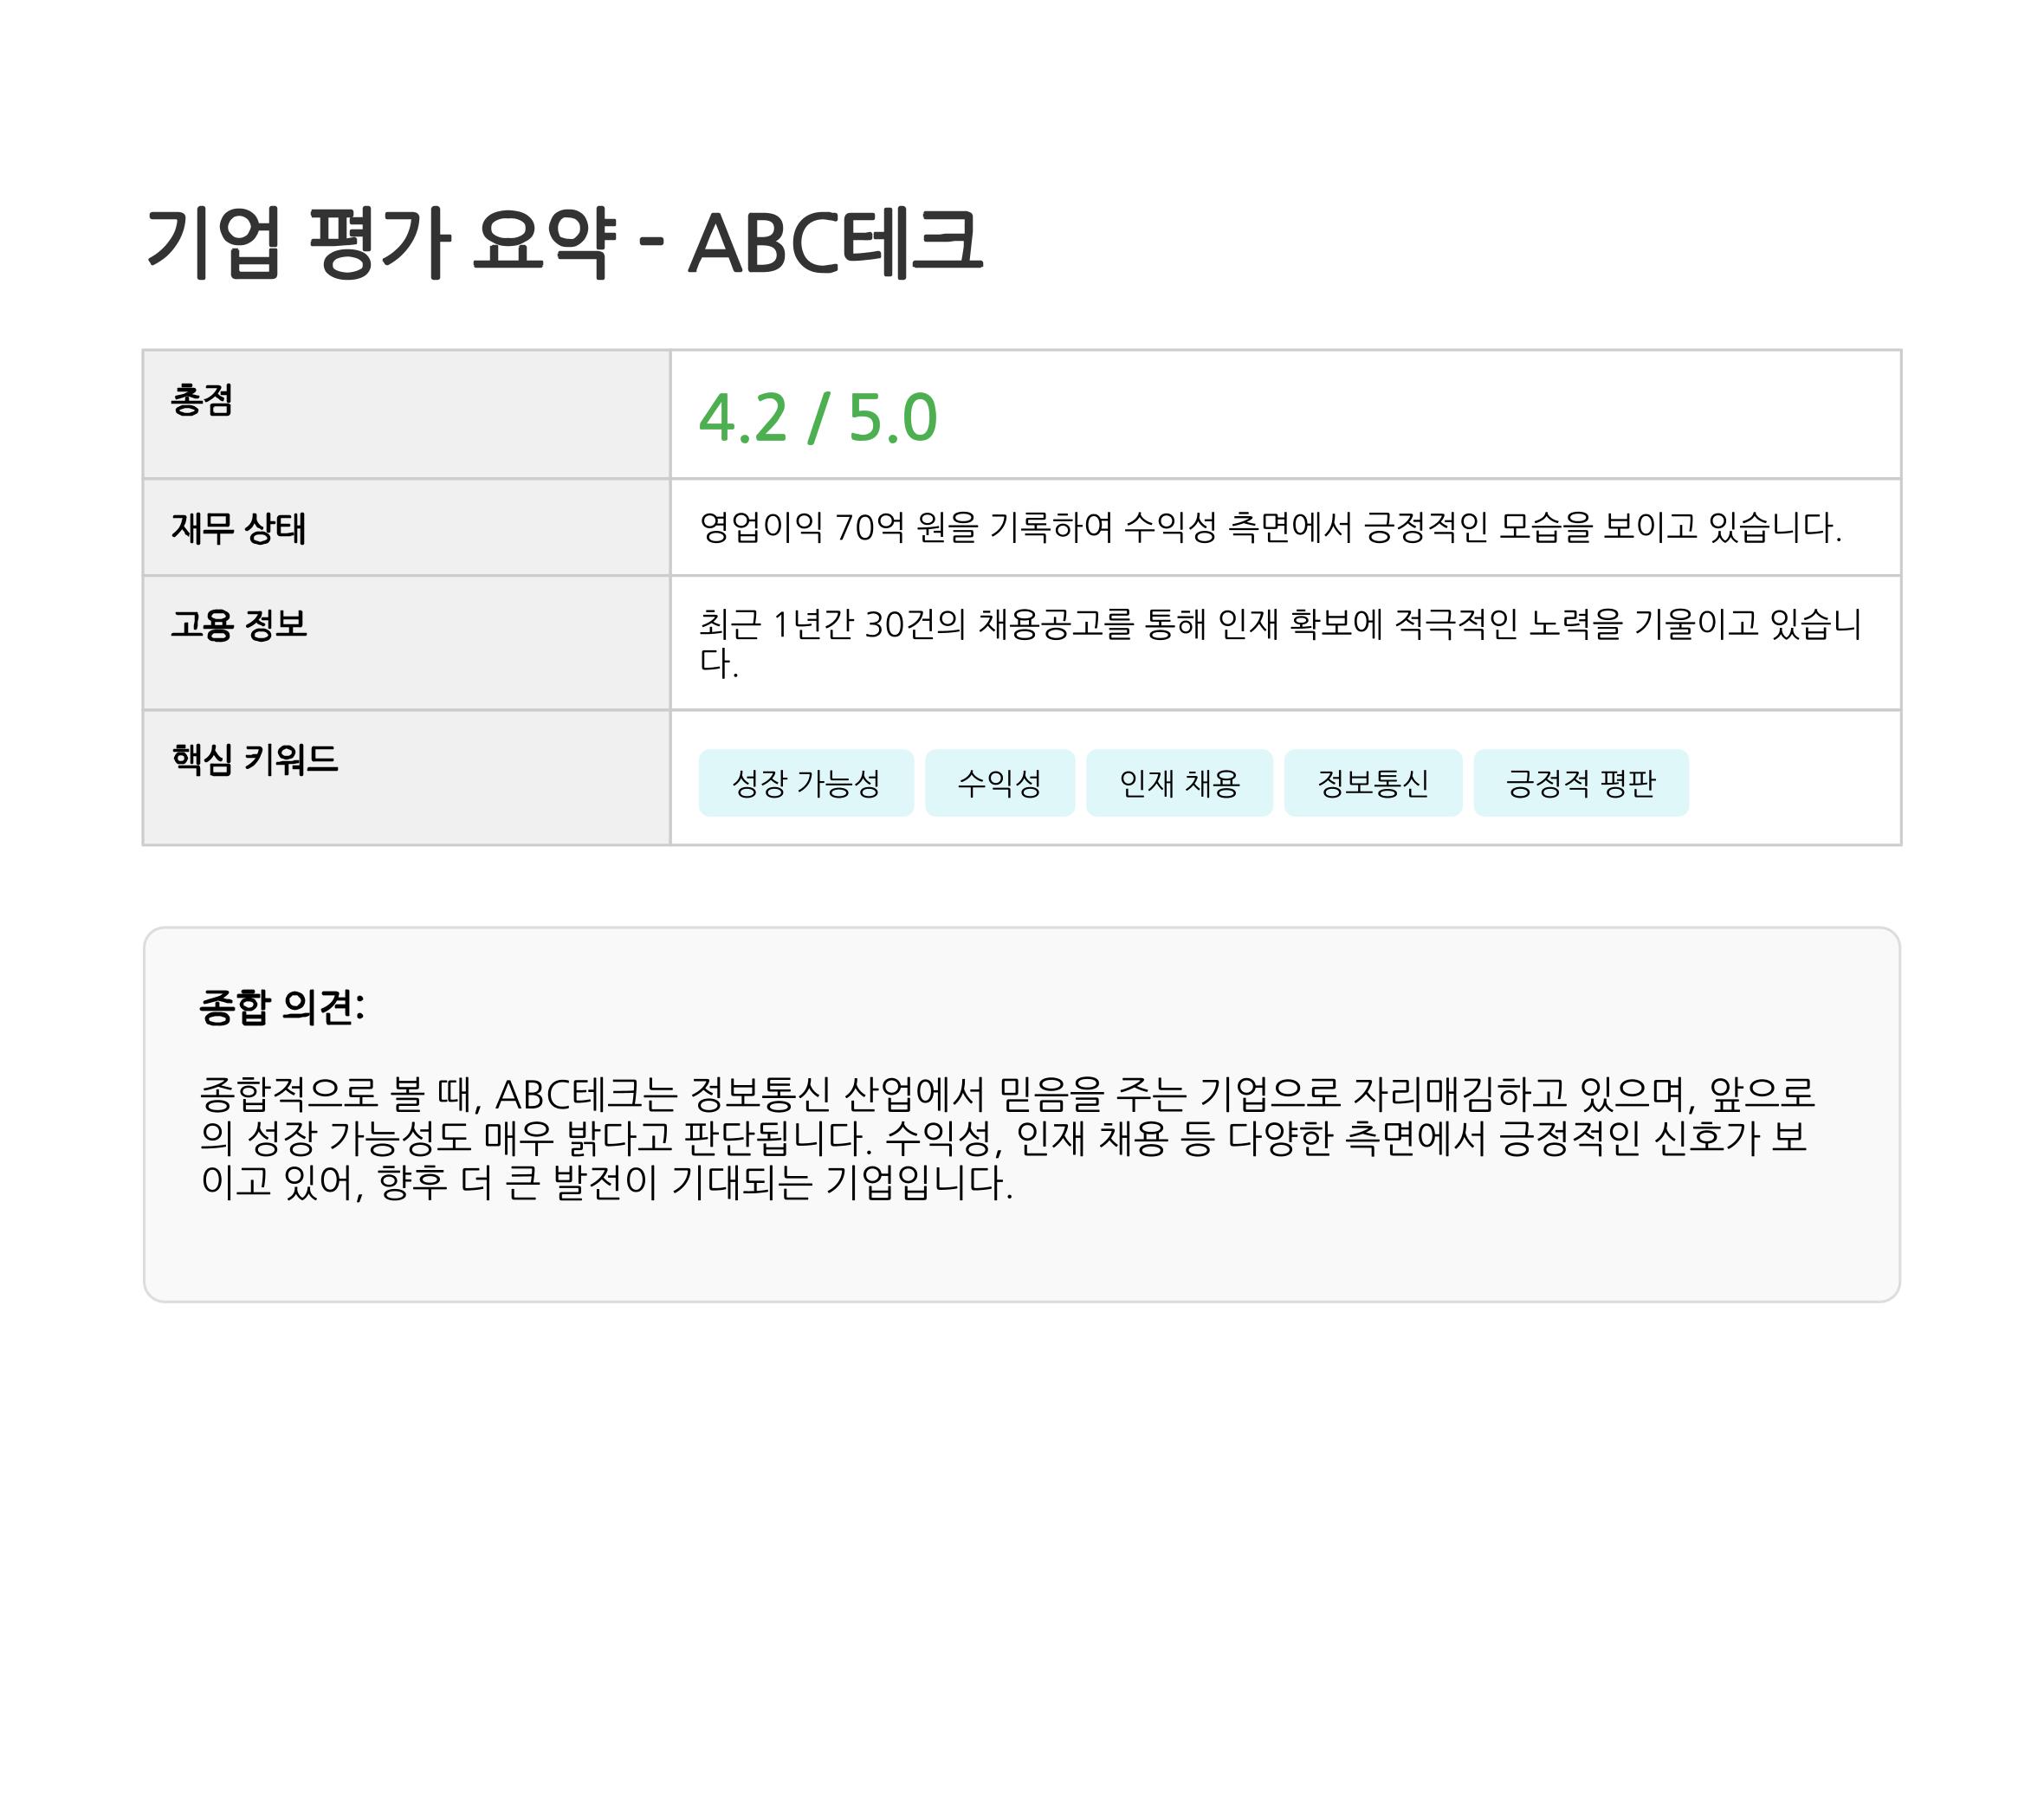 기업 평가 요약 - ABC테크
총점
4.2 / 5.0
재무 상태
영업이익 70억 원을 기록하여 수익성 측면에서 긍정적인 모습을 보이고 있습니다.
고용 정보
최근 1년간 30건의 채용공고를 통해 인재 확보에 적극적인 노력을 기울이고 있습니
다.
핵심 키워드
성장 가능성 수익성 인재 채용 정보통신 긍정적 평판
종합 의견:
종합적으로 볼 때, ABC테크는 정보통신 산업에서 믿음을 주는 기업으로 자리매김하고 있으며, 앞으로
의 성장 가능성도 매우 밝다고 판단됩니다. 수익성, 인재 채용 등 다양한 측면에서 긍정적인 신호가 보
이고 있어, 향후 더 큰 발전이 기대되는 기업입니다.